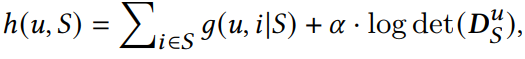 h(u, S) = ∑_{i∈S} g(u, i|S) + α · log det(D_S^u),